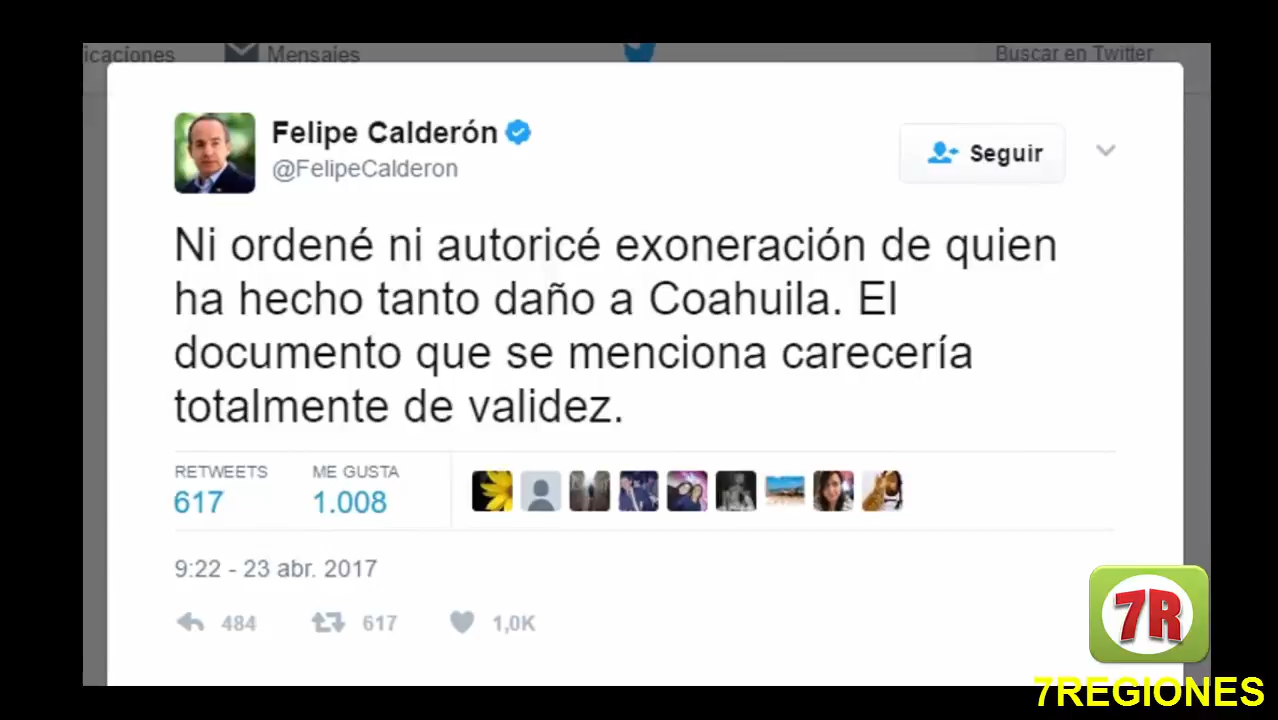 icaciones Mensajes Buscar en Twitter
Felipe Calderón
@FelipeCalderon
Seguir
Ni ordené ni autoricé exoneración de quien
ha hecho tanto daño a Coahuila. El
documento que se menciona carecería
totalmente de validez.
RETWEETS ME GUSTA
617 1.008
9:22 - 23 abr. 2017
484 617 1,0K
7R
7REGIONES